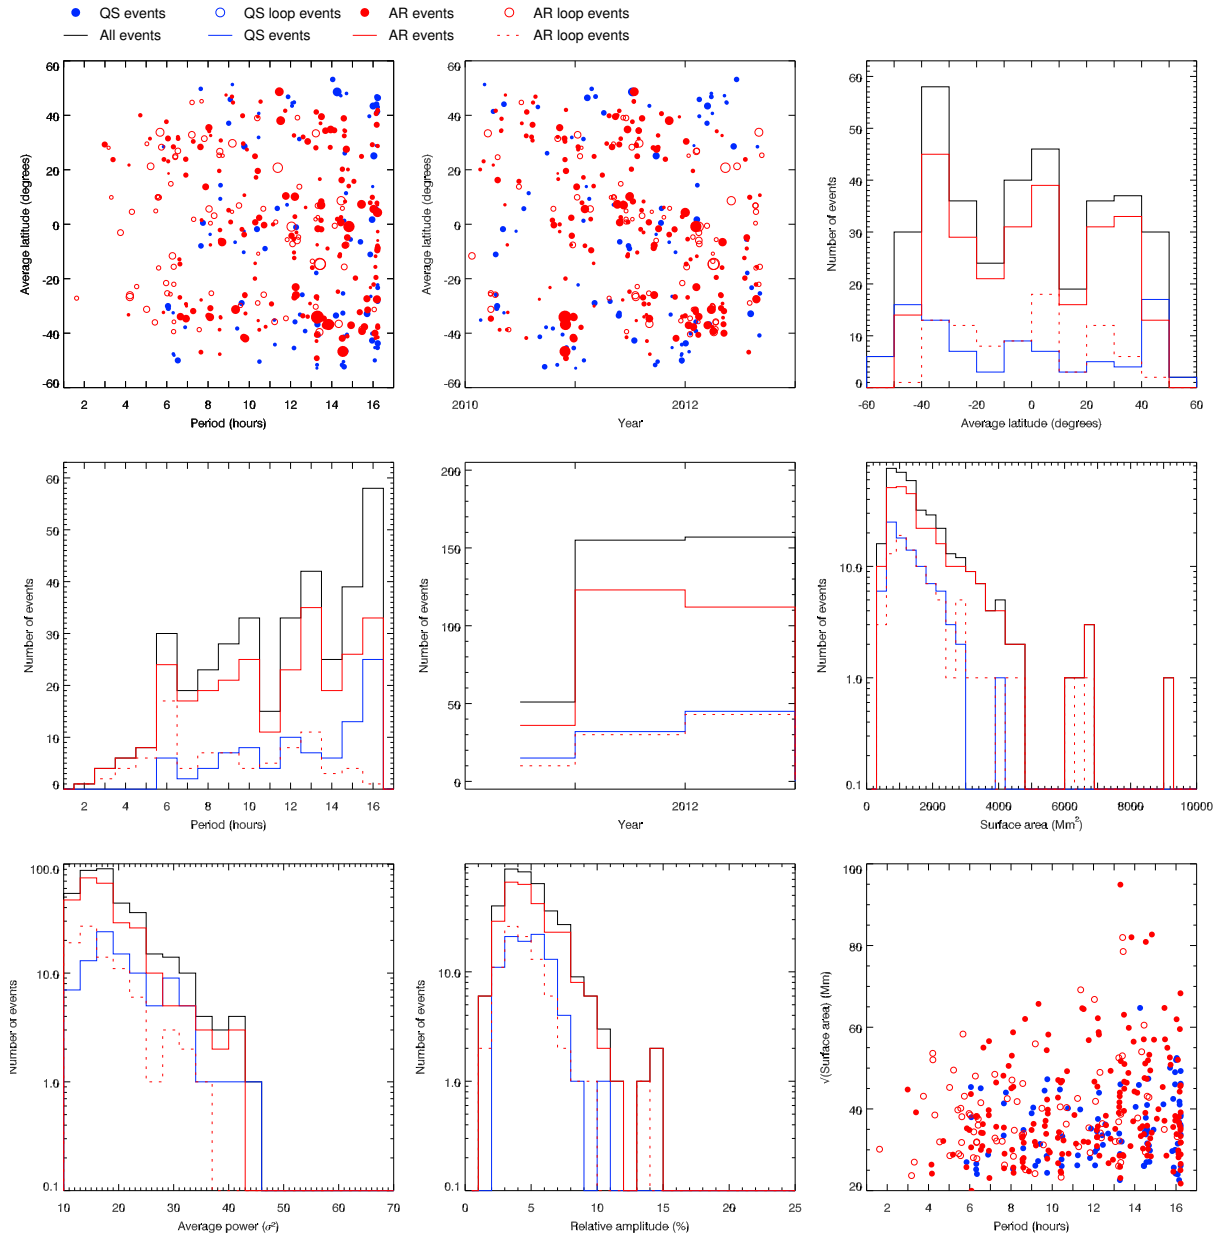 QS events QS loop events AR events AR loop events
All events QS events AR events AR loop events
60
40
20
0
-20
-40
-60
Average latitude (degrees)
2 4 6 8 10 12 14 16
Period (hours)
60
40
20
0
-20
-40
-60
Average latitude (degrees)
2010 2012
Year
60
50
40
30
20
10
0
Number of events
-60 -40 -20 0 20 40 60
Average latitude (degrees)
60
50
40
30
20
10
0
Number of events
2 4 6 8 10 12 14 16
Period (hours)
200
150
100
50
0
Number of events
2012
Year
10.0
1.0
0.1
Number of events
0 2000 4000 6000 8000 10000
Surface area (Mm²)
100.0
10.0
1.0
0.1
Number of events
10 20 30 40 50 60 70
Average power (σ²)
10.0
1.0
0.1
Number of events
0 5 10 15 20 25
Relative amplitude (%)
100
80
60
40
20
√(Surface area) (Mm)
2 4 6 8 10 12 14 16
Period (hours)